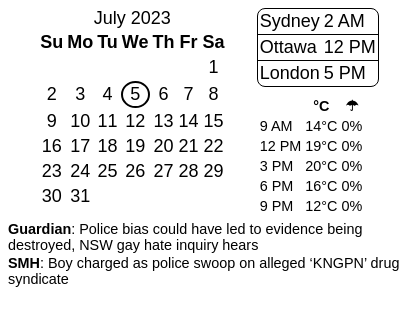 July 2023
Su Mo Tu We Th Fr Sa
1
2 3 4 5 6 7 8
9 10 11 12 13 14 15
16 17 18 19 20 21 22
23 24 25 26 27 28 29
30 31
Sydney 2 AM
Ottawa 12 PM
London 5 PM
°C ☂
9 AM 14°C 0%
12 PM 19°C 0%
3 PM 20°C 0%
6 PM 16°C 0%
9 PM 12°C 0%
Guardian: Police bias could have led to evidence being
destroyed, NSW gay hate inquiry hears
SMH: Boy charged as police swoop on alleged ‘KNGPN’ drug
syndicate